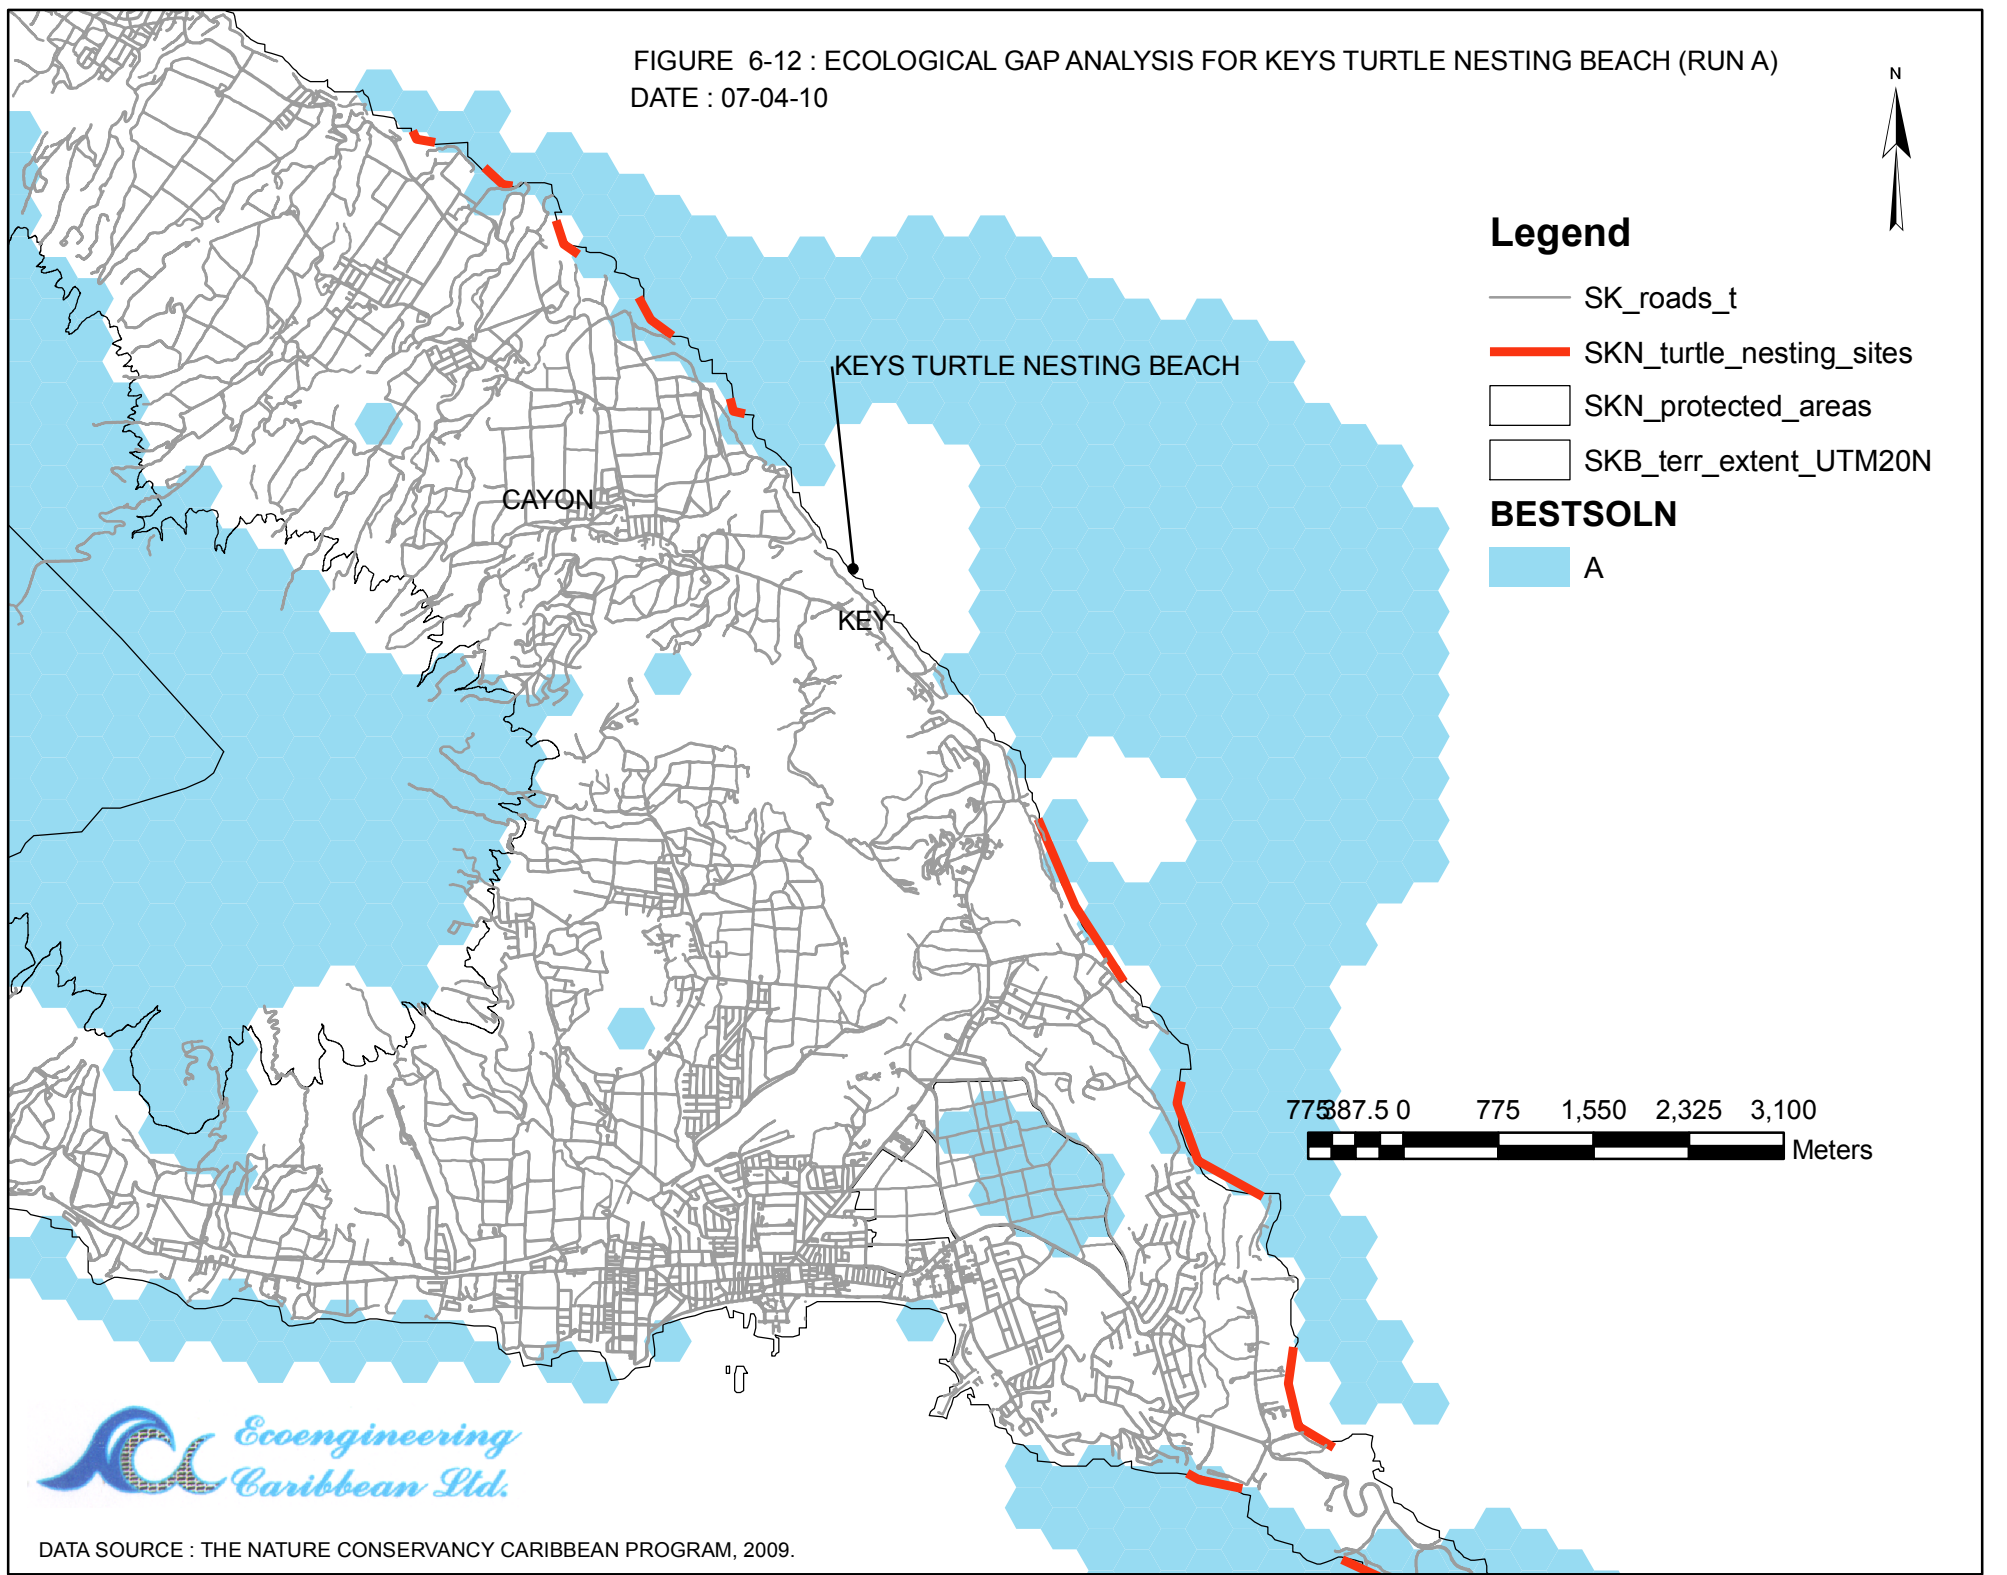 FIGURE 6-12 : ECOLOGICAL GAP ANALYSIS FOR KEYS TURTLE NESTING BEACH (RUN A)
DATE : 07-04-10
N
Legend
SK_roads_t
SKN_turtle_nesting_sites
SKN_protected_areas
SKB_terr_extent_UTM20N
BESTSOLN
A
KEYS TURTLE NESTING BEACH
CAYON
KEY
775 387.5 0 775 1,550 2,325 3,100
Meters
Ecoengineering
Caribbean Ltd.
DATA SOURCE : THE NATURE CONSERVANCY CARIBBEAN PROGRAM, 2009.